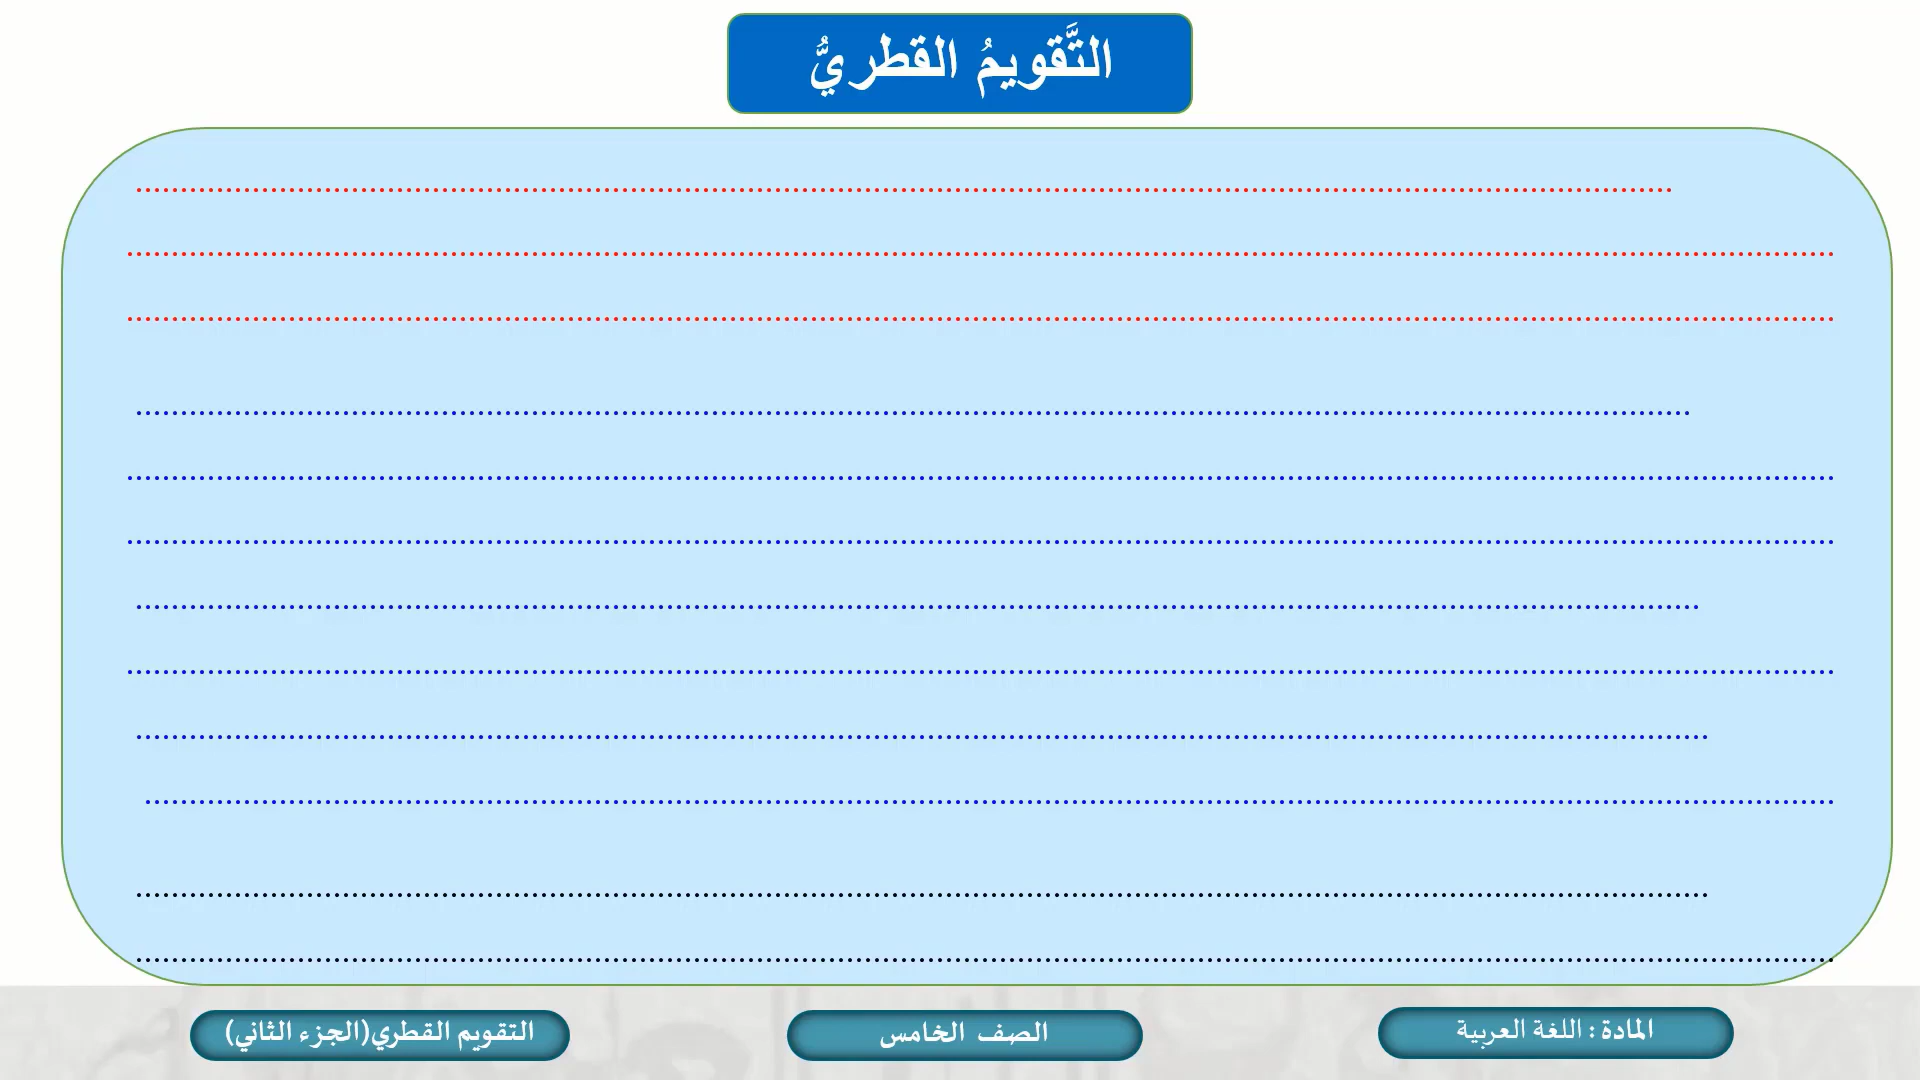 التَّقويمُ القطريُّ
المادة : اللغة العربية
الصف الخامس
التقويم القطري(الجزء الثاني)